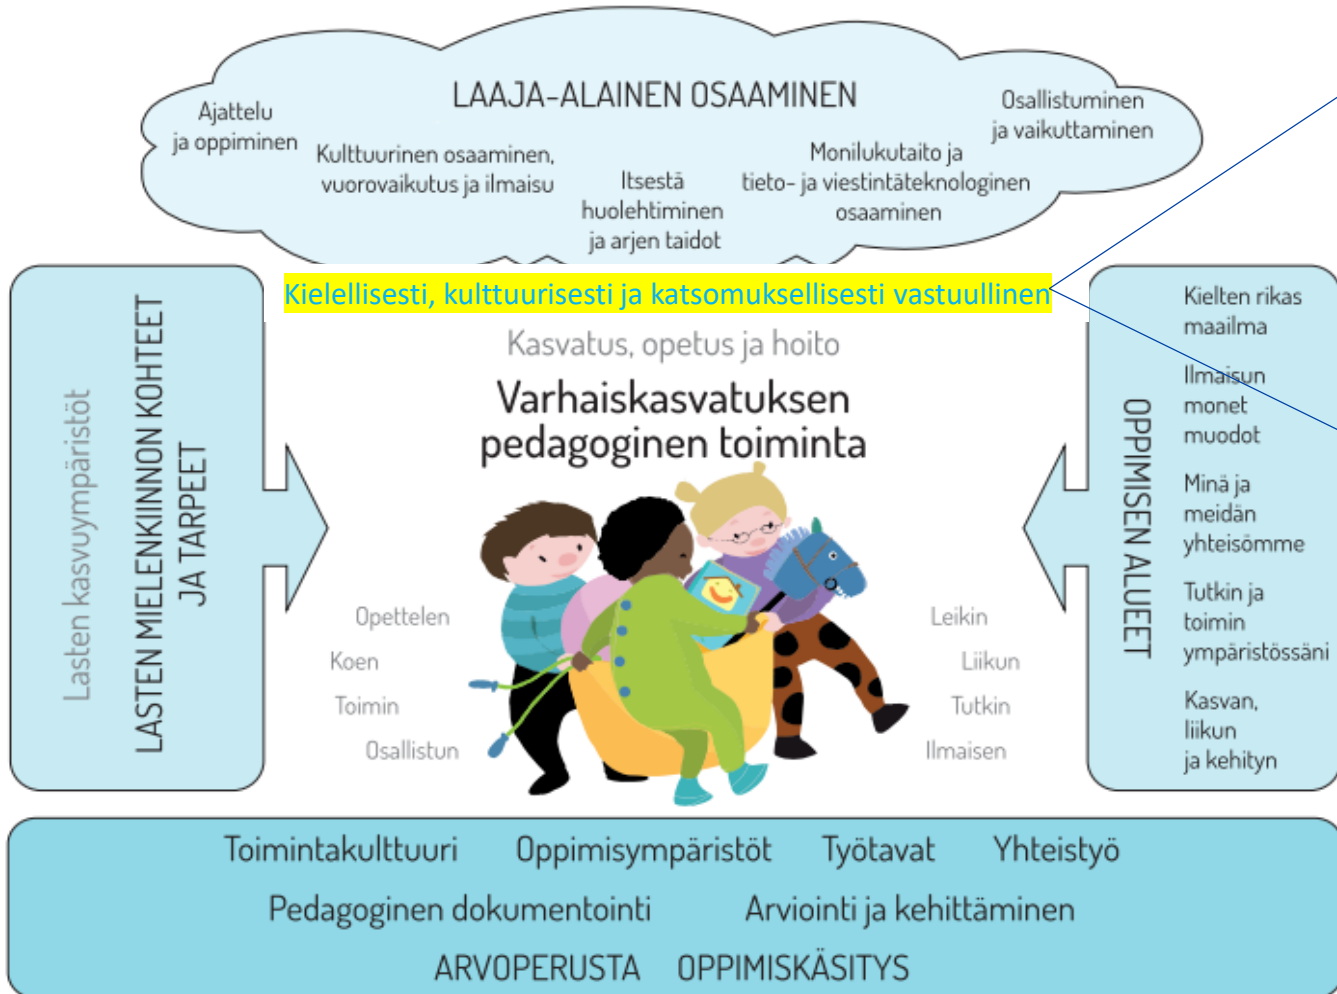 LAAJA-ALAINEN OSAAMINEN
Ajattelu
ja oppiminen
Kulttuurinen osaaminen,
vuorovaikutus ja ilmaisu
Itsestä
huolehtiminen
ja arjen taidot
Monilukutaito ja
tieto- ja viestintäteknologinen
osaaminen
Osallistuminen
ja vaikuttaminen
Kielellisesti, kulttuurisesti ja katsomuksellisesti vastuullinen
Kasvatus, opetus ja hoito
Varhaiskasvatuksen
pedagoginen toiminta
Lasten kasvuympäristöt
LASTEN MIELENKIINNON KOHTEET
JA TARPEET
Opettelen
Koen
Toimin
Osallistun
Leikin
Liikun
Tutkin
Ilmaisen
OPPIMISEN ALUEET
Kielten rikas
maailma
Ilmaisun
monet
muodot
Minä ja
meidän
yhteisömme
Tutkin ja
toimin
ympäristössäni
Kasvan,
liikun
ja kehityn
Toimintakulttuuri Oppimisympäristöt Työtavat Yhteistyö
Pedagoginen dokumentointi Arviointi ja kehittäminen
ARVOPERUSTA OPPIMISKÄSITYS